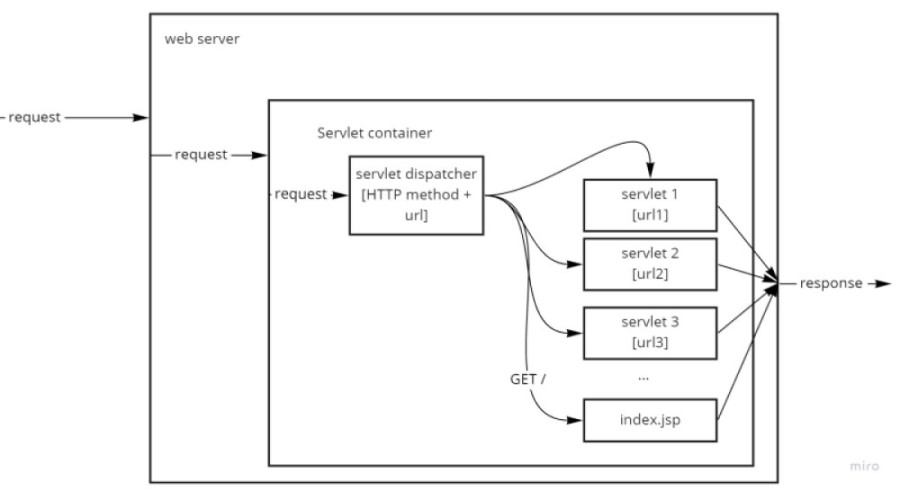 web server
request
Servlet container
request
servlet dispatcher
[HTTP method +
url]
request
servlet 1
[url1]
servlet 2
[url2]
response
servlet 3
[url3]
GET /
...
index.jsp
miro